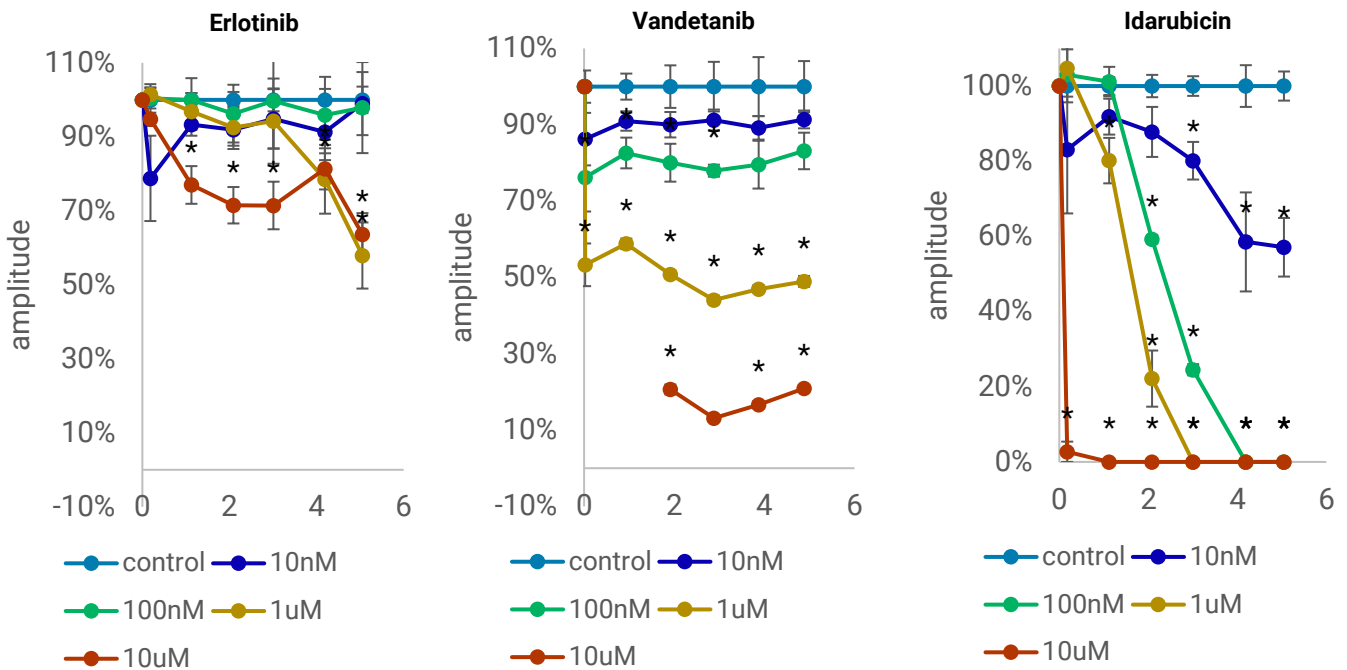 Erlotinib
amplitude
110%
90%
70%
50%
30%
10%
-10%
0 2 4 6
control 10nM
100nM 1uM
10uM
Vandetanib
amplitude
110%
90%
70%
50%
30%
10%
-10%
0 2 4 6
control 10nM
100nM 1uM
10uM
Idarubicin
amplitude
100%
80%
60%
40%
20%
0%
0 2 4 6
control 10nM
100nM 1uM
10uM